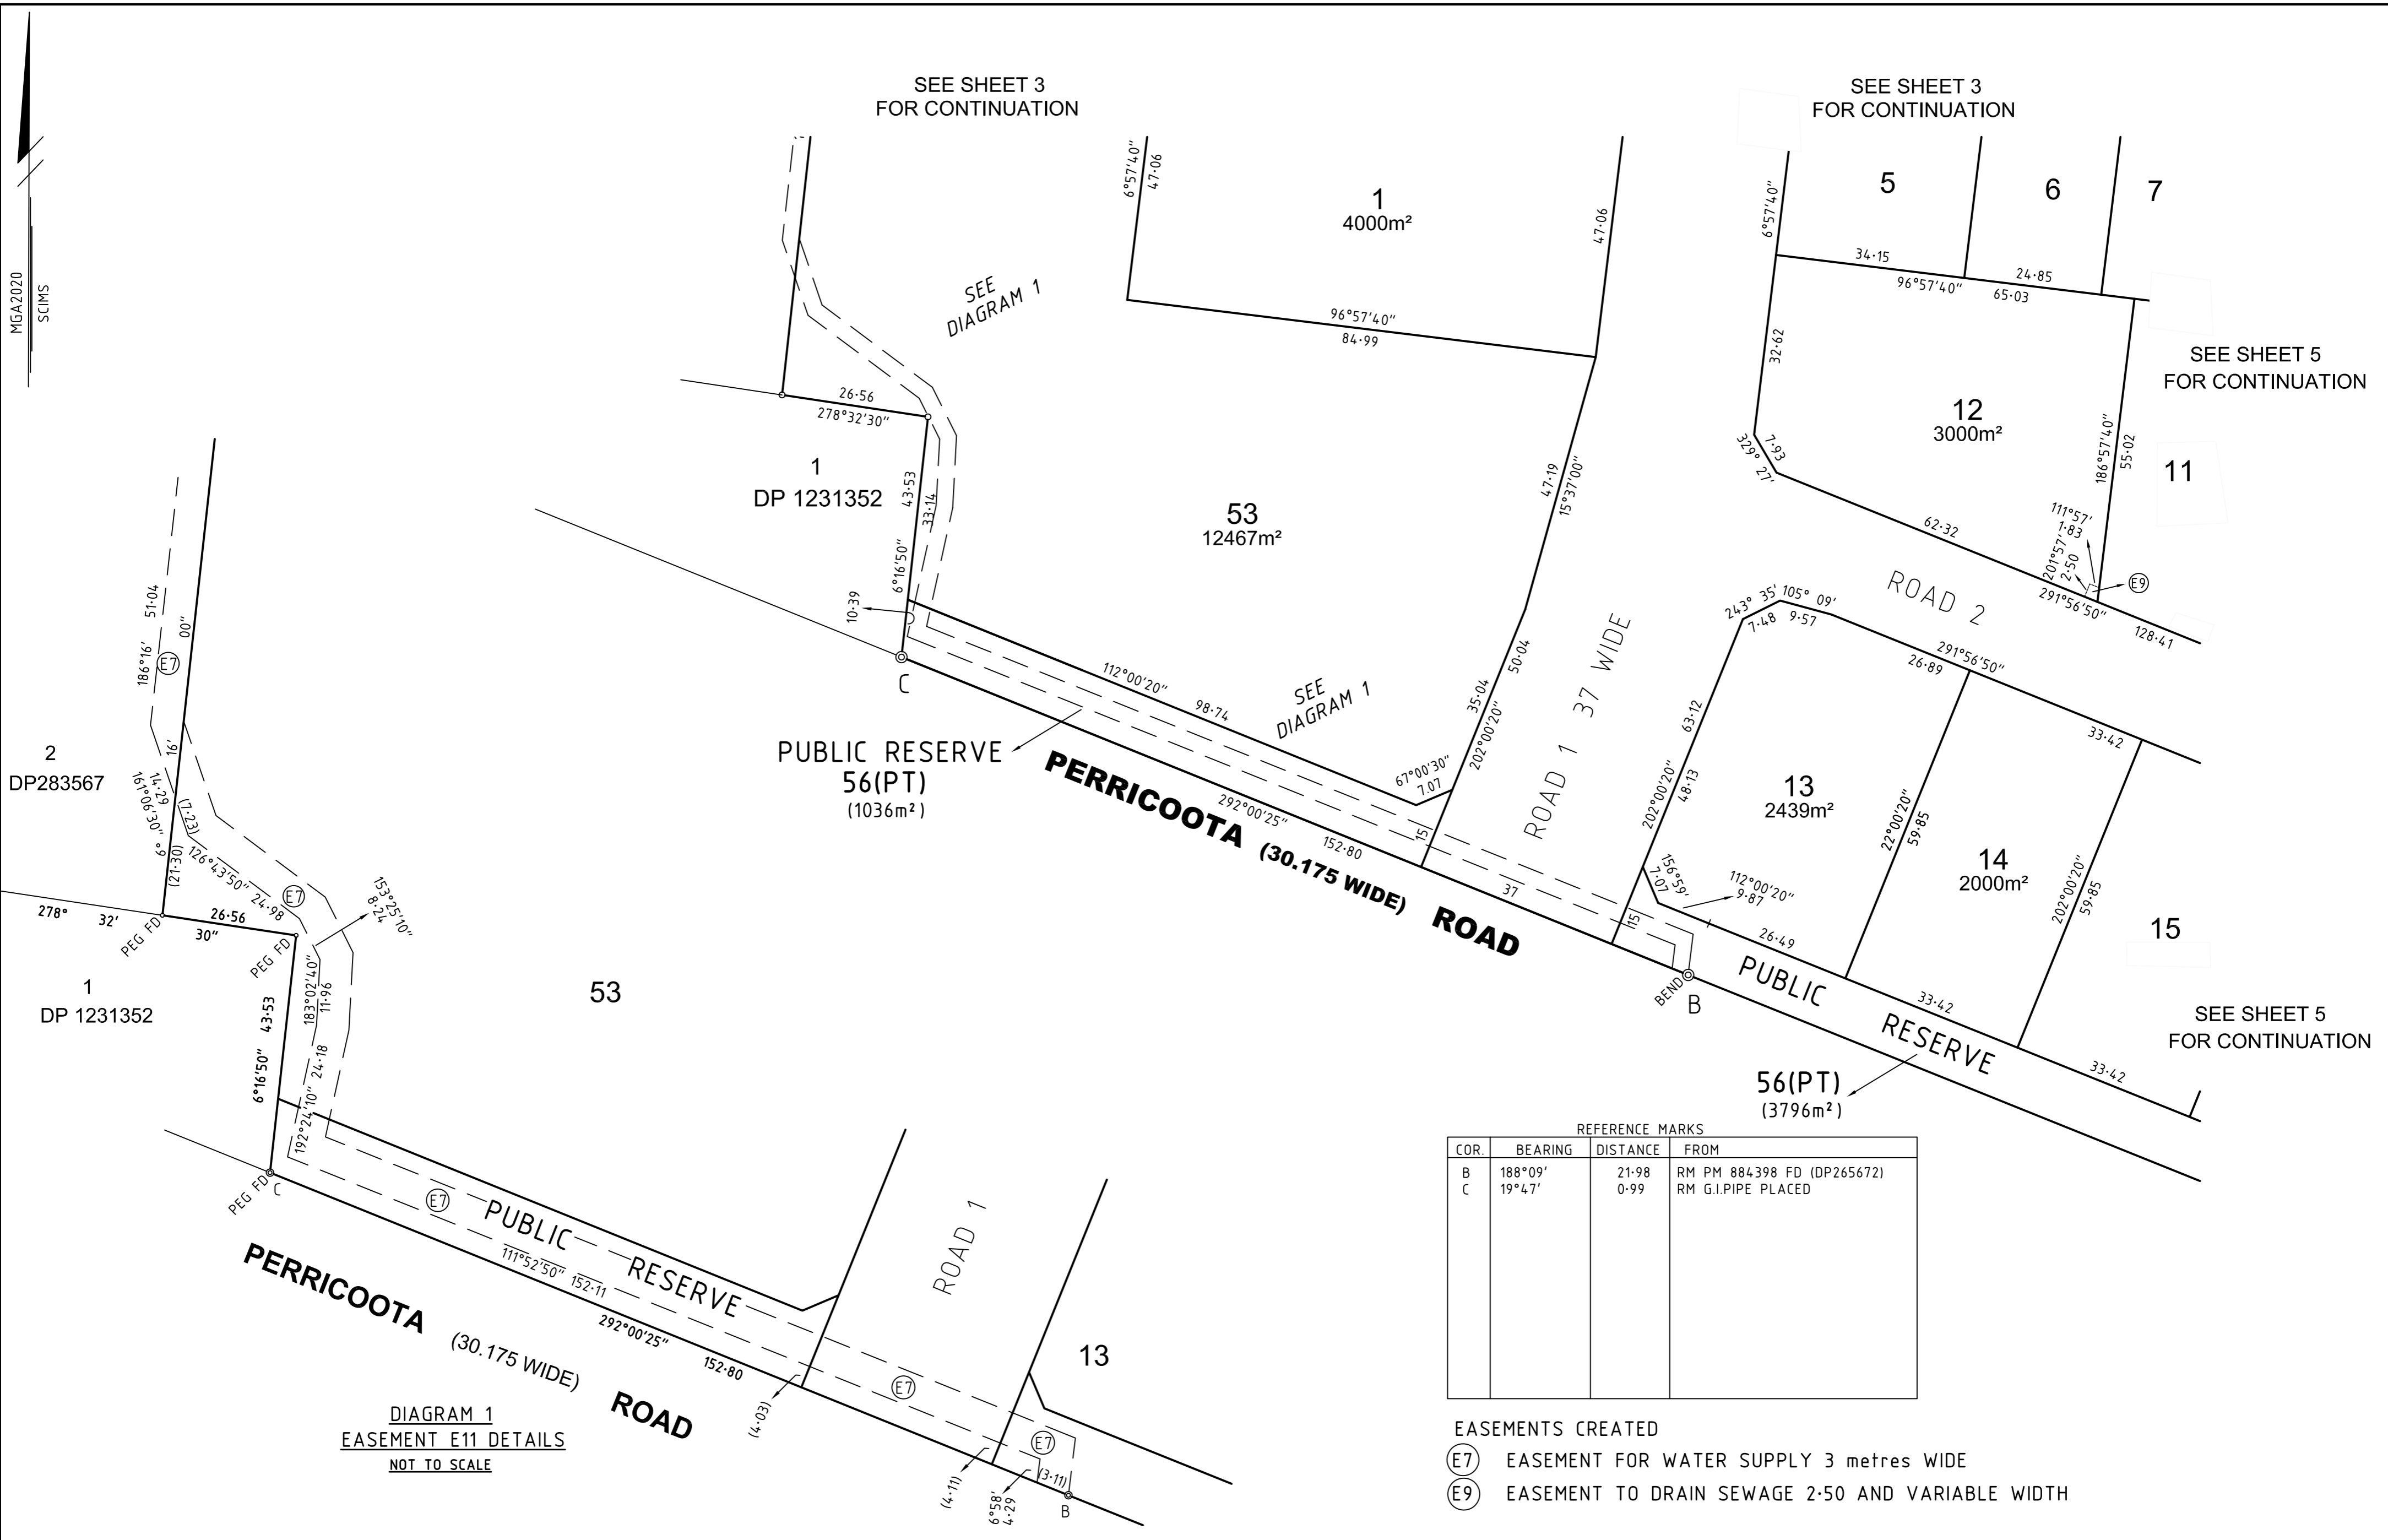 SEE SHEET 3
FOR CONTINUATION
SEE SHEET 3
FOR CONTINUATION
MGA2020
SCIMS
6°57'40"
47·06
1
4000m²
47·06
96°57'40"
84·99
6°57'40"
5
6
7
34·15
24·85
96°57'40"
65·03
32·62
12
3000m²
SEE SHEET 5
FOR CONTINUATION
186°57'40"
55·02
11
7·93
329° 27'
62·32
111°57'
1·83
201°57'
2·50
E9
291°56'50"
128·41
SEE
DIAGRAM 1
26·56
278°32'30"
1
DP 1231352
43·53
33·14
6°16'50"
10·39
C
53
12467m²
47·19
15°37'00"
112°00'20"
98·74
SEE
DIAGRAM 1
35·04
50·04
202°00'20"
67°00'30"
7.07
15
PUBLIC RESERVE
56(PT)
(1036m²)
PERRICOOTA (30.175 WIDE) ROAD
292°00'25"
152·80
37
ROAD 1 37 WIDE
ROAD 2
243° 35'
7·48
105° 09'
9·57
291°56'50"
26·89
33·42
63·12
202°00'20"
48·13
13
2439m²
22°00'20"
59·85
14
2000m²
202°00'20"
59·85
15
156°59'
7·07
112°00'20"
9·87
15
26·49
33·42
33·42
BEND
B
PUBLIC RESERVE
56(PT)
(3796m²)
SEE SHEET 5
FOR CONTINUATION
51·04
186°16'
E7
00"
16'
6°
2
DP283567
14·29
161°06'30"
(7·23)
(21·30)
126°43'50" 24·98
E7
153°25'10"
8·24
278° 32' 30"
26·56
PEG FD
PEG FD
1
DP 1231352
43·53
6°16'50"
183°02'40"
11·96
192°24'10" 24·18
53
PEG FD
C
E7
PUBLIC RESERVE
111°52'50" 152·11
292°00'25"
152·80
PERRICOOTA (30.175 WIDE) ROAD
ROAD 1
E7
13
(4·03)
(4·11)
6°58'
4·29
E7
(3·11)
B
DIAGRAM 1
EASEMENT E11 DETAILS
NOT TO SCALE
REFERENCE MARKS
COR. BEARING DISTANCE FROM
B 188°09' 21·98 RM PM 884398 FD (DP265672)
C 19°47' 0·99 RM G.I.PIPE PLACED
EASEMENTS CREATED
E7 EASEMENT FOR WATER SUPPLY 3 metres WIDE
E9 EASEMENT TO DRAIN SEWAGE 2·50 AND VARIABLE WIDTH